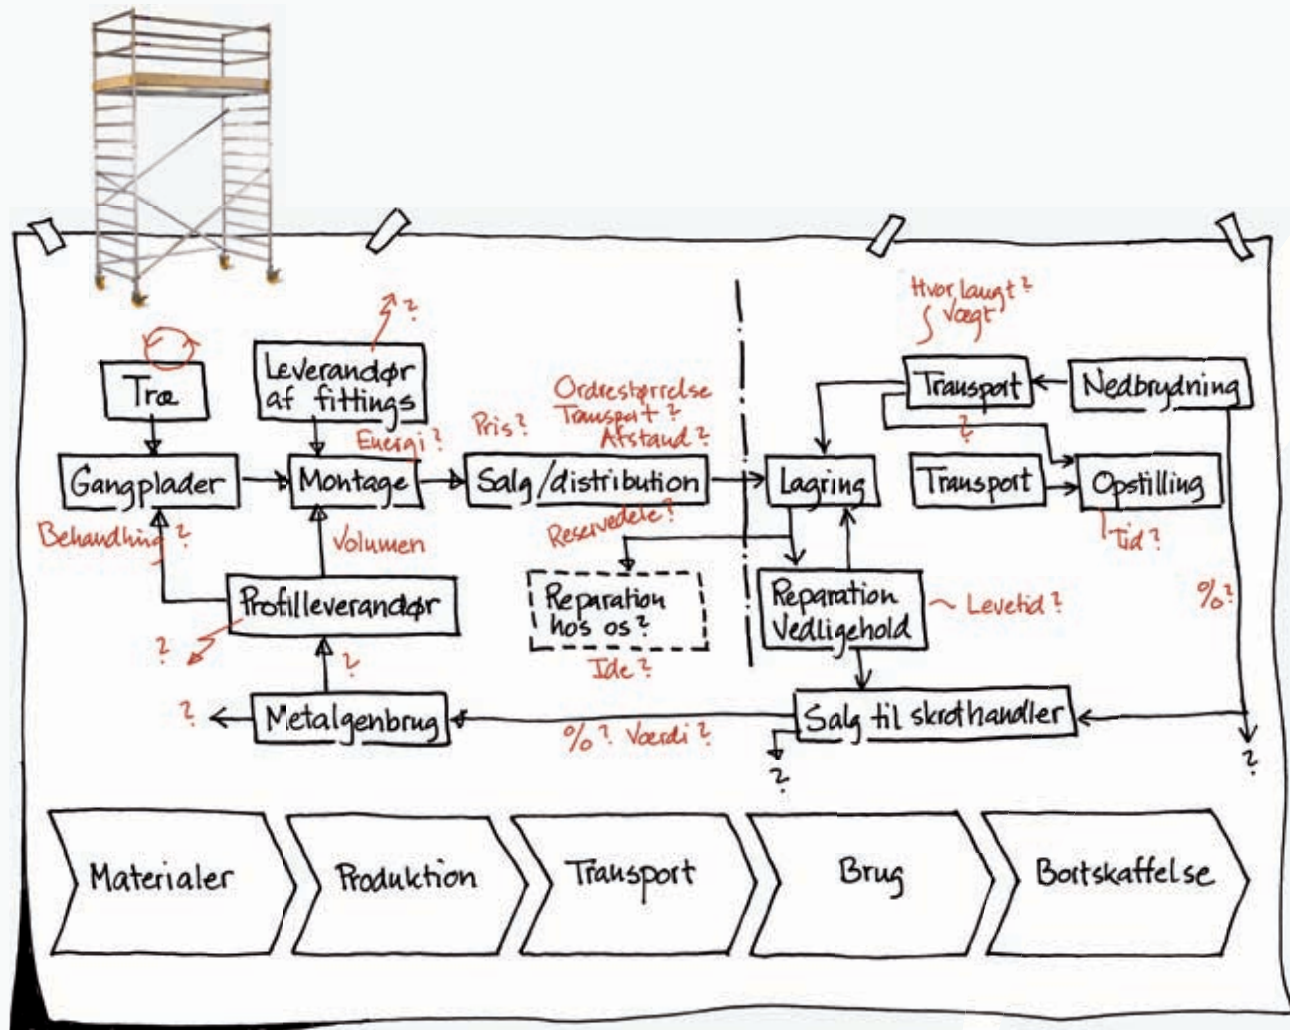 Hvor langt?
Vægt
?
Træ
Leverandør
af fittings
Transport
Nedbrydning
Ordrestørrelse
Transport?
Afstand?
Energi?
Pris?
?
Gangplader
Montage
Salg/distribution
Lagring
Transport
Opstilling
Behandling?
Volumen
Reservedele?
Tid?
Profilleverandør
Reparation
hos os?
Reparation
Vedligehold
Levetid?
%?
?
?
Ide?
?
Metalgenbrug
%? Værdi?
Salg til skrothandler
?
?
Materialer
Produktion
Transport
Brug
Bortskaffelse